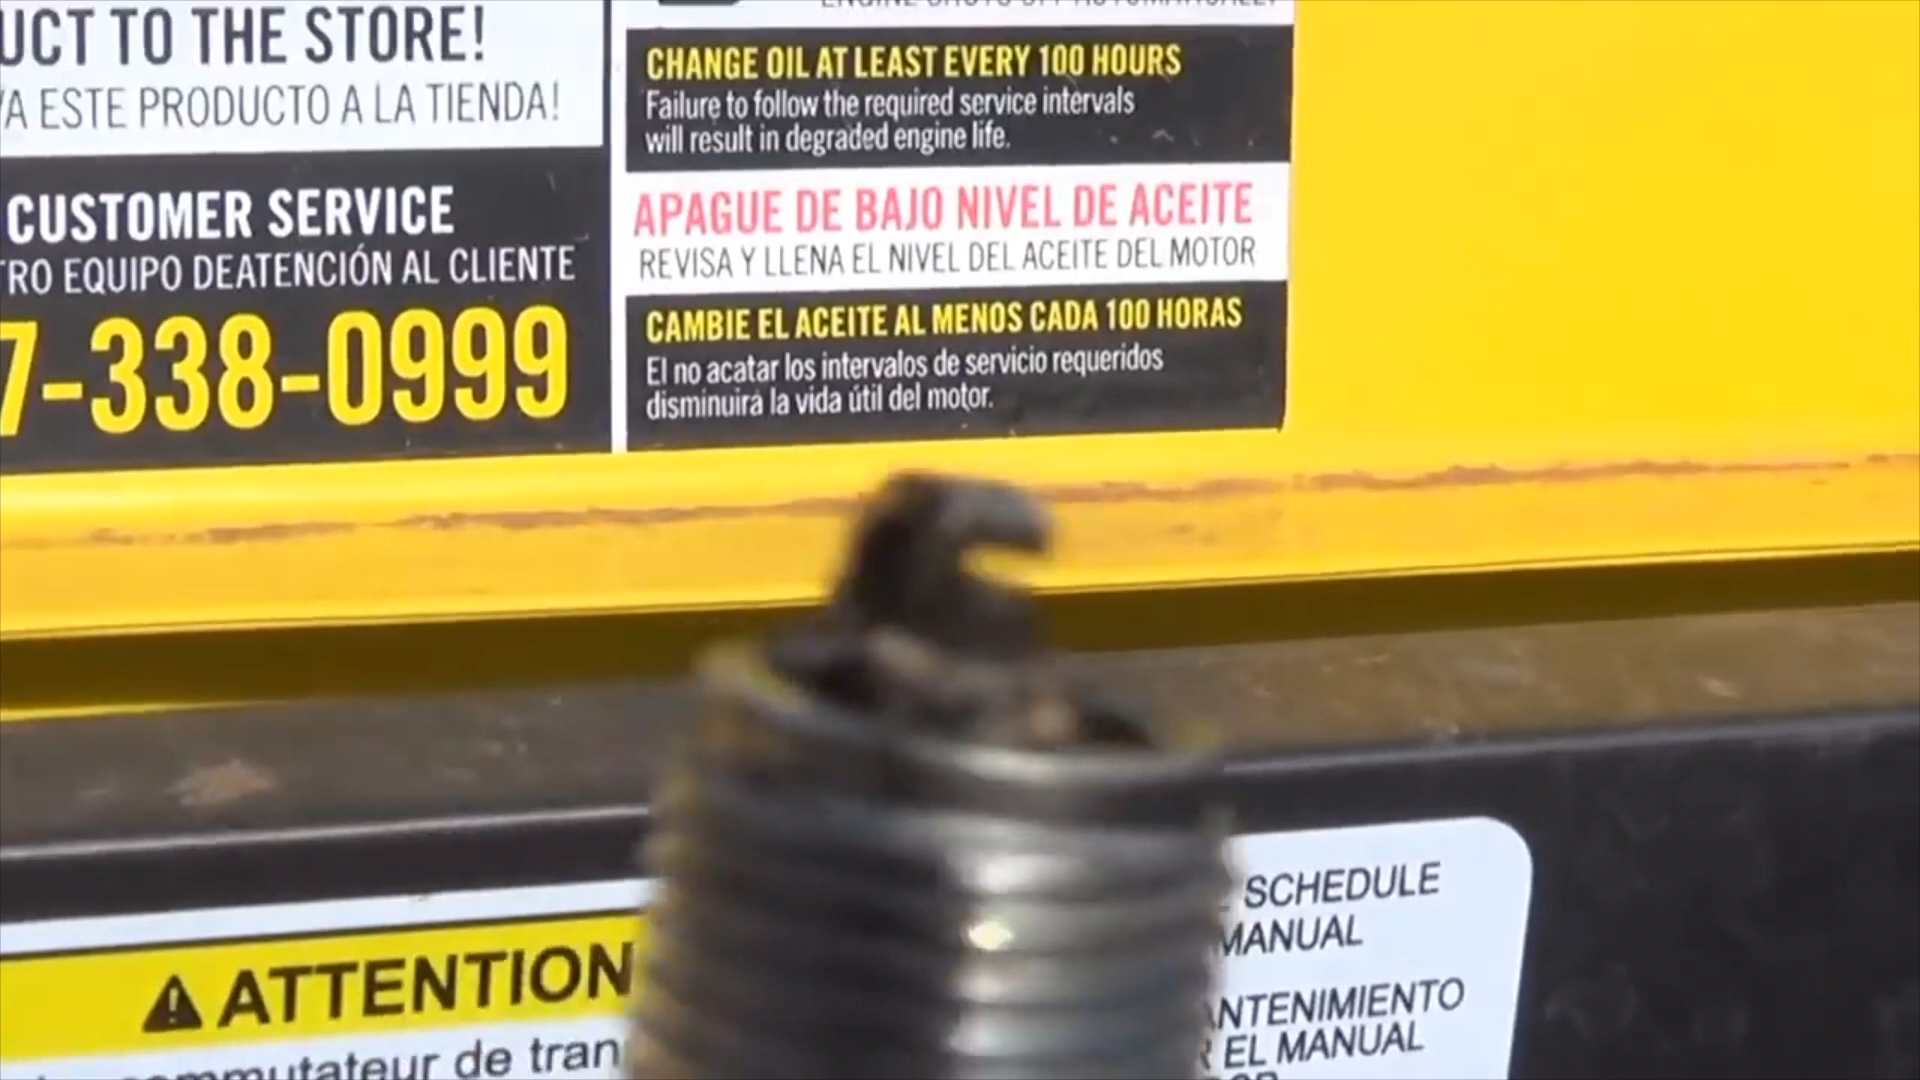 UCT TO THE STORE!
VA ESTE PRODUCTO A LA TIENDA!
CUSTOMER SERVICE
TRO EQUIPO DEATENCIÓN AL CLIENTE
7-338-0999
CHANGE OIL AT LEAST EVERY 100 HOURS
Failure to follow the required service intervals
will result in degraded engine life.
APAGUE DE BAJO NIVEL DE ACEITE
REVISA Y LLENA EL NIVEL DEL ACEITE DEL MOTOR
CAMBIE EL ACEITE AL MENOS CADA 100 HORAS
El no acatar los intervalos de servicio requeridos
disminuirá la vida útil del motor.
ATTENTION
commutateur de tran
SCHEDULE
MANUAL
ANTENIMIENTO
EL MANUAL